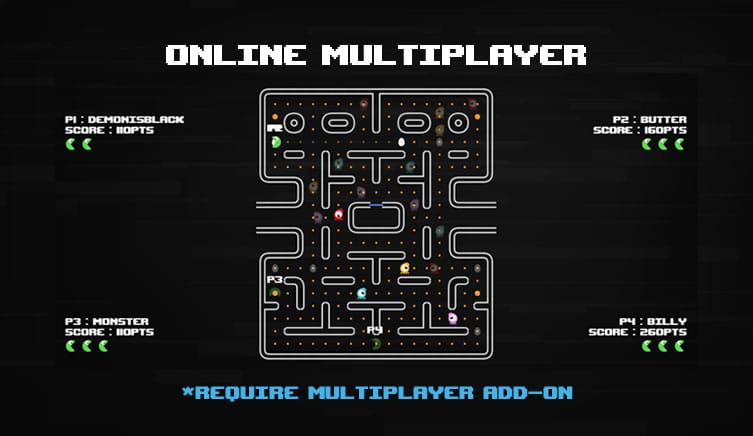 ONLINE MULTIPLAYER
P1 : DEMONISBLACK
SCORE : 110PTS
P2 : BUTTER
SCORE : 160PTS
P3
P4
P3 : MONSTER
SCORE : 110PTS
P4 : BILLY
SCORE : 260PTS
*REQUIRE MULTIPLAYER ADD-ON